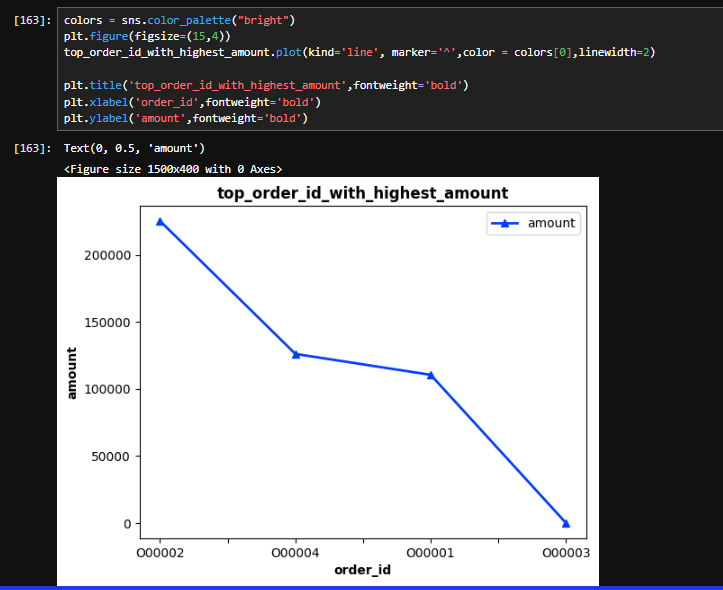 [163]: colors = sns.color_palette("bright")
plt.figure(figsize=(15,4))
top_order_id_with_highest_amount.plot(kind='line', marker='^',color = colors[0],linewidth=2)
plt.title('top_order_id_with_highest_amount',fontweight='bold')
plt.xlabel('order_id',fontweight='bold')
plt.ylabel('amount',fontweight='bold')
[163]: Text(0, 0.5, 'amount')
<Figure size 1500x400 with 0 Axes>
top_order_id_with_highest_amount
amount
200000
150000
100000
50000
0
amount
O00002 O00004 O00001 O00003
order_id